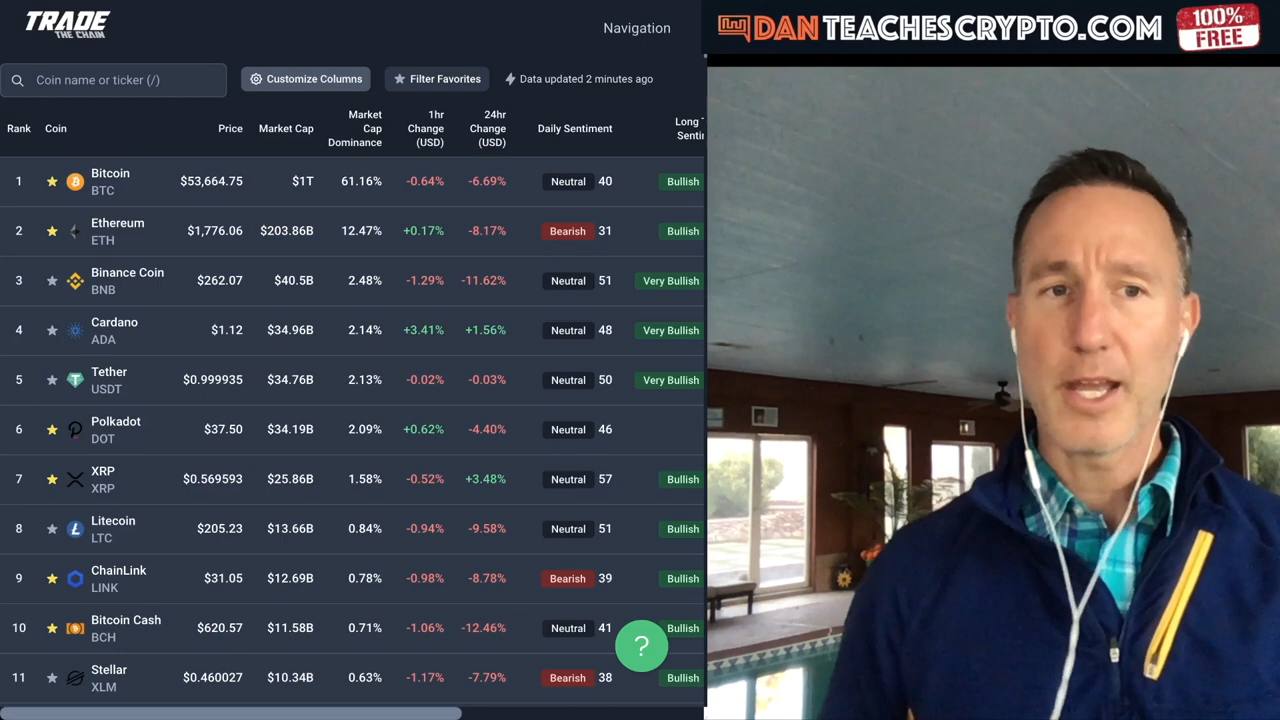 TRADE
THE CHAIN
Navigation
DANTEACHESCRYPTO.COM
100%
FREE
Coin name or ticker (/)
Customize Columns
Filter Favorites
Data updated 2 minutes ago
Rank Coin Price Market Cap Market Cap Dominance 1hr Change (USD) 24hr Change (USD) Daily Sentiment Long -
Senti
1 Bitcoin BTC $53,664.75 $1T 61.16% -0.64% -6.69% Neutral 40 Bullish
2 Ethereum ETH $1,776.06 $203.86B 12.47% +0.17% -8.17% Bearish 31 Bullish
3 Binance Coin BNB $262.07 $40.5B 2.48% -1.29% -11.62% Neutral 51 Very Bullish
4 Cardano ADA $1.12 $34.96B 2.14% +3.41% +1.56% Neutral 48 Very Bullish
5 Tether USDT $0.999935 $34.76B 2.13% -0.02% -0.03% Neutral 50 Very Bullish
6 Polkadot DOT $37.50 $34.19B 2.09% +0.62% -4.40% Neutral 46
7 XRP XRP $0.569593 $25.86B 1.58% -0.52% +3.48% Neutral 57 Bullish
8 Litecoin LTC $205.23 $13.66B 0.84% -0.94% -9.58% Neutral 51 Bullish
9 ChainLink LINK $31.05 $12.69B 0.78% -0.98% -8.78% Bearish 39 Bullish
10 Bitcoin Cash BCH $620.57 $11.58B 0.71% -1.06% -12.46% Neutral 41 Bullish
?
11 Stellar XLM $0.460027 $10.34B 0.63% -1.17% -7.79% Bearish 38 Bullish